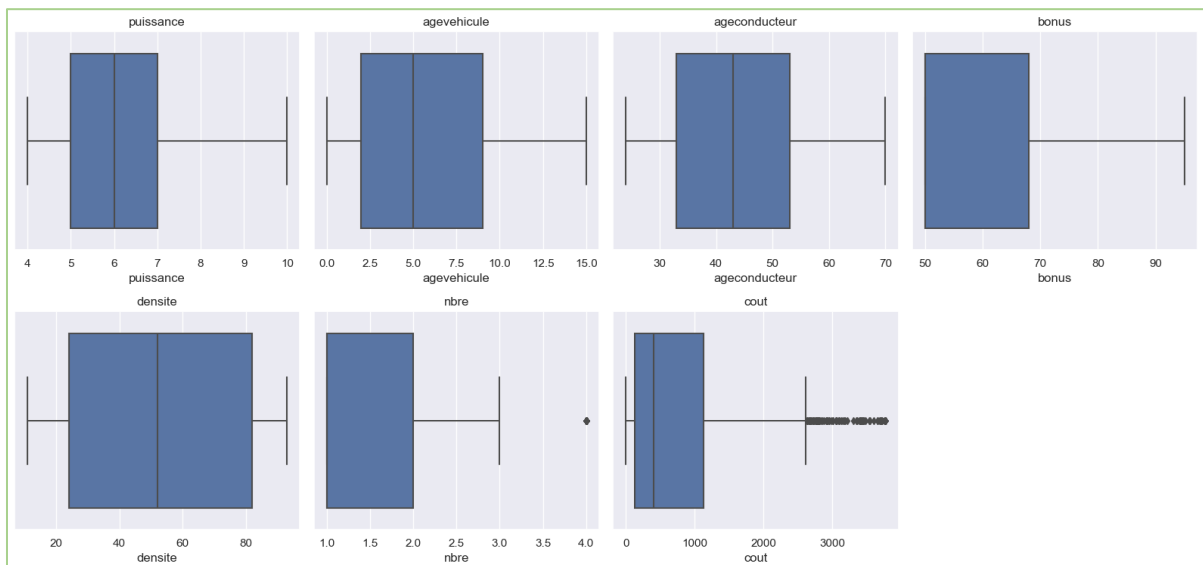 puissance
agevehicule
ageconducteur
bonus
4 5 6 7 8 9 10
0.0 2.5 5.0 7.5 10.0 12.5 15.0
30 40 50 60 70
50 60 70 80 90
puissance
agevehicule
ageconducteur
bonus
densite
nbre
cout
20 40 60 80
1.0 1.5 2.0 2.5 3.0 3.5 4.0
0 1000 2000 3000
densite
nbre
cout